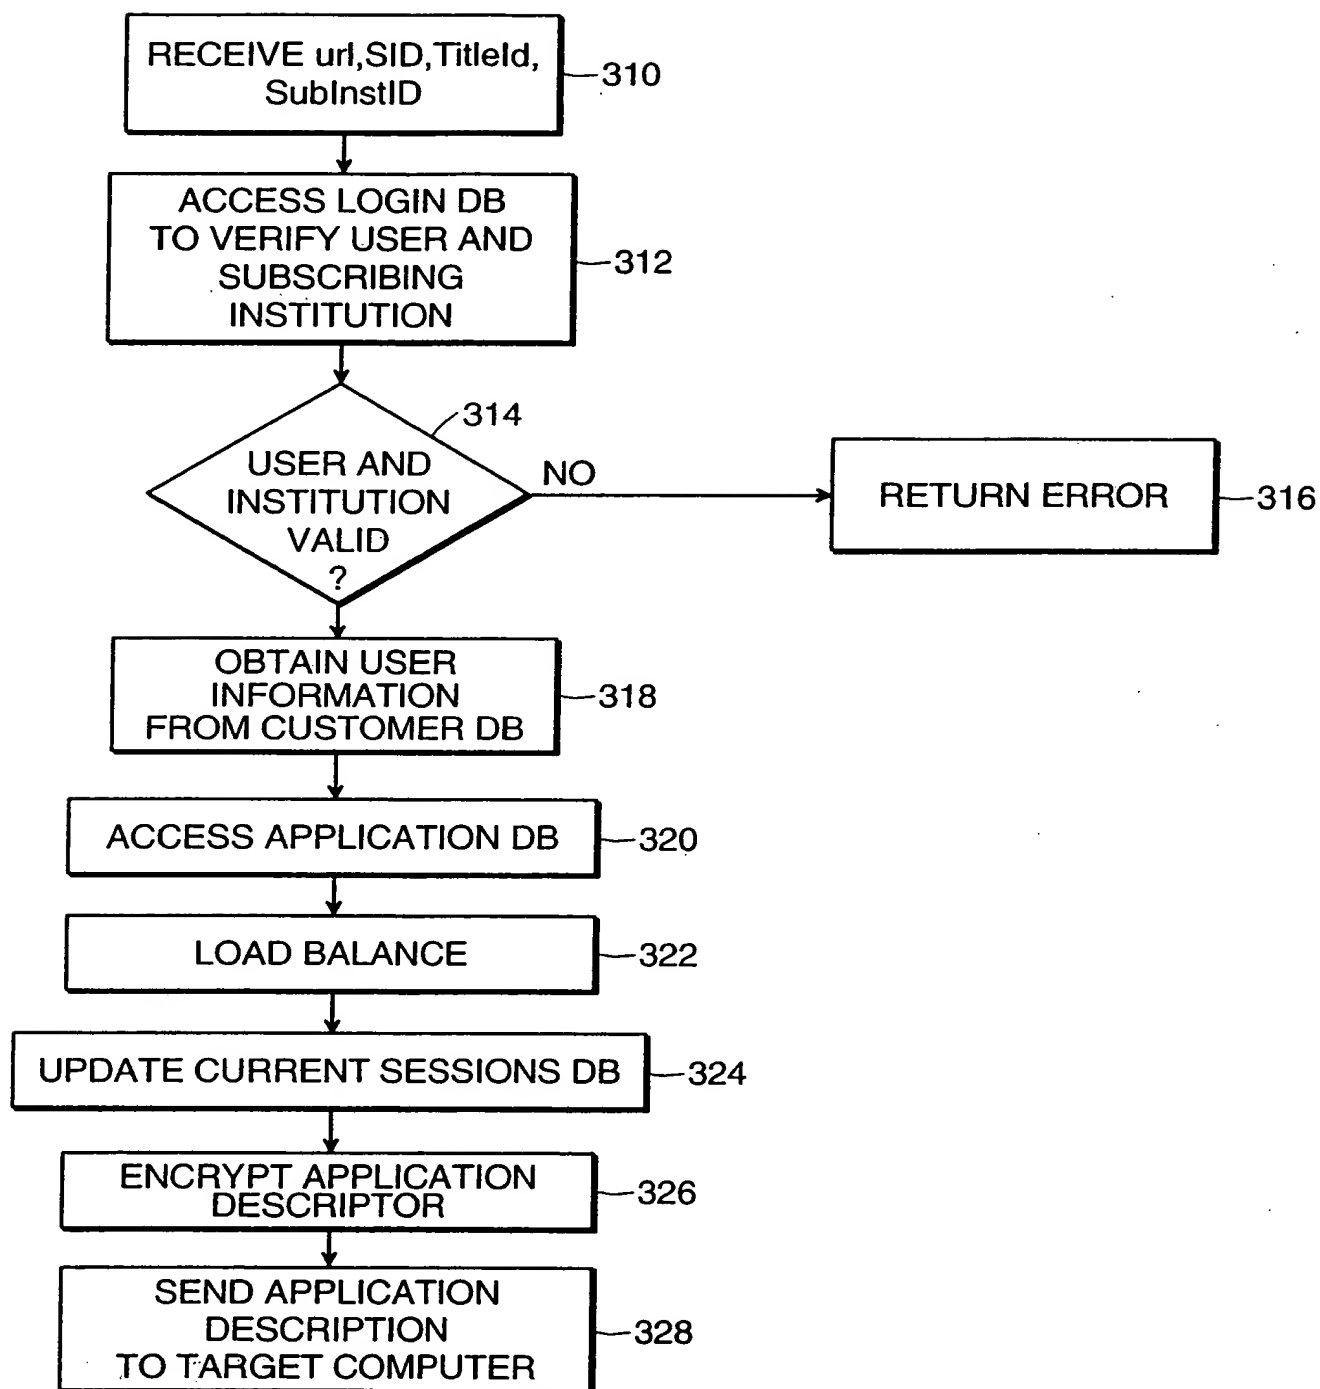 RECEIVE url,SID,TitleId,
SubInstID
310
ACCESS LOGIN DB
TO VERIFY USER AND
SUBSCRIBING
INSTITUTION
312
314
USER AND
INSTITUTION
VALID
?
NO
RETURN ERROR
316
OBTAIN USER
INFORMATION
FROM CUSTOMER DB
318
ACCESS APPLICATION DB
320
LOAD BALANCE
322
UPDATE CURRENT SESSIONS DB
324
ENCRYPT APPLICATION
DESCRIPTOR
326
SEND APPLICATION
DESCRIPTION
TO TARGET COMPUTER
328